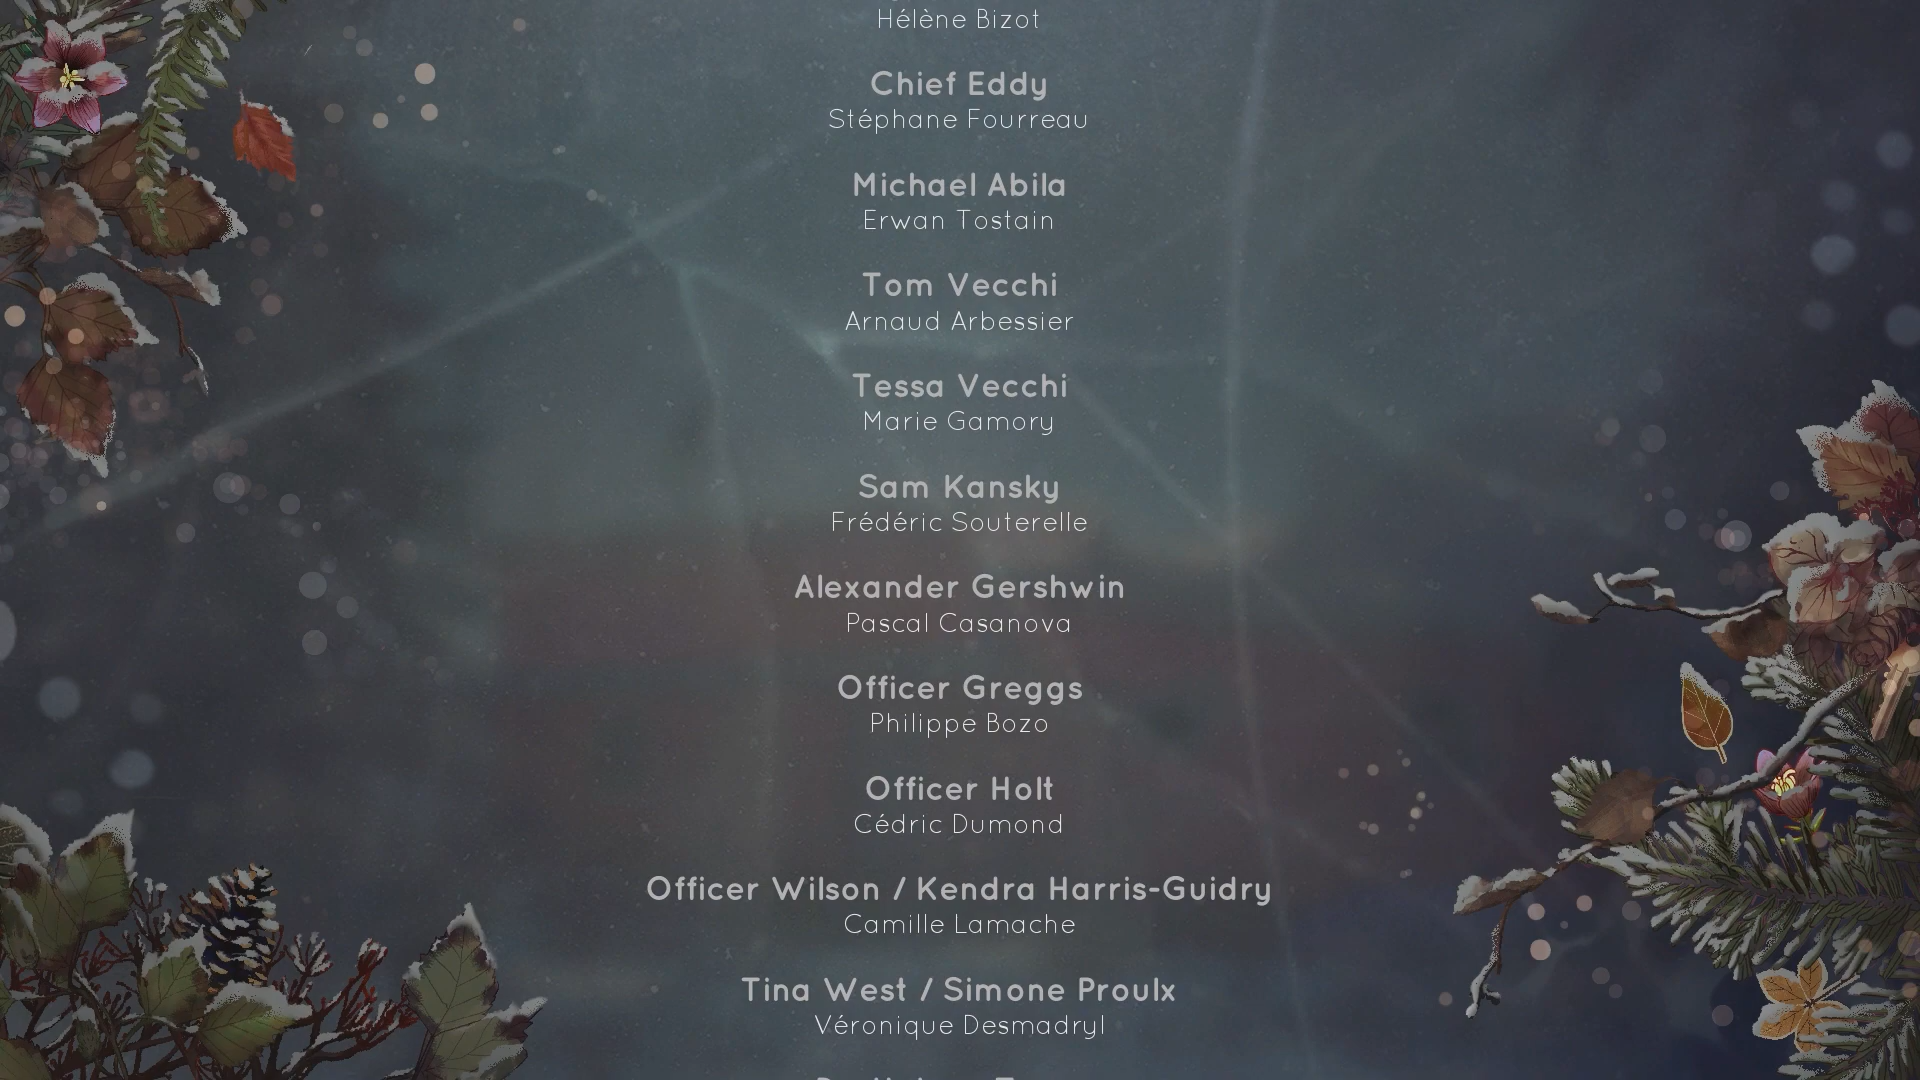 Hélène Bizot
Chief Eddy
Stéphane Fourreau
Michael Abila
Erwan Tostain
Tom Vecchi
Arnaud Arbessier
Tessa Vecchi
Marie Gamory
Sam Kansky
Frédéric Souterelle
Alexander Gershwin
Pascal Casanova
Officer Greggs
Philippe Bozo
Officer Holt
Cédric Dumond
Officer Wilson / Kendra Harris-Guidry
Camille Lamache
Tina West / Simone Proulx
Véronique Desmadryl